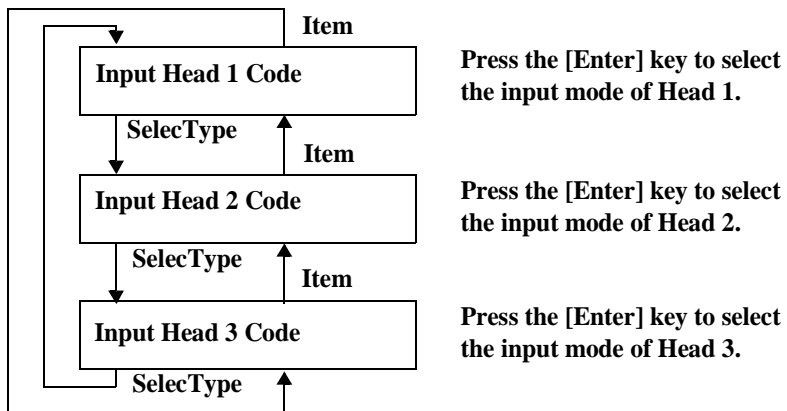 Item
Input Head 1 Code
Press the [Enter] key to select
the input mode of Head 1.
SelecType
Item
Input Head 2 Code
Press the [Enter] key to select
the input mode of Head 2.
SelecType
Item
Input Head 3 Code
Press the [Enter] key to select
the input mode of Head 3.
SelecType